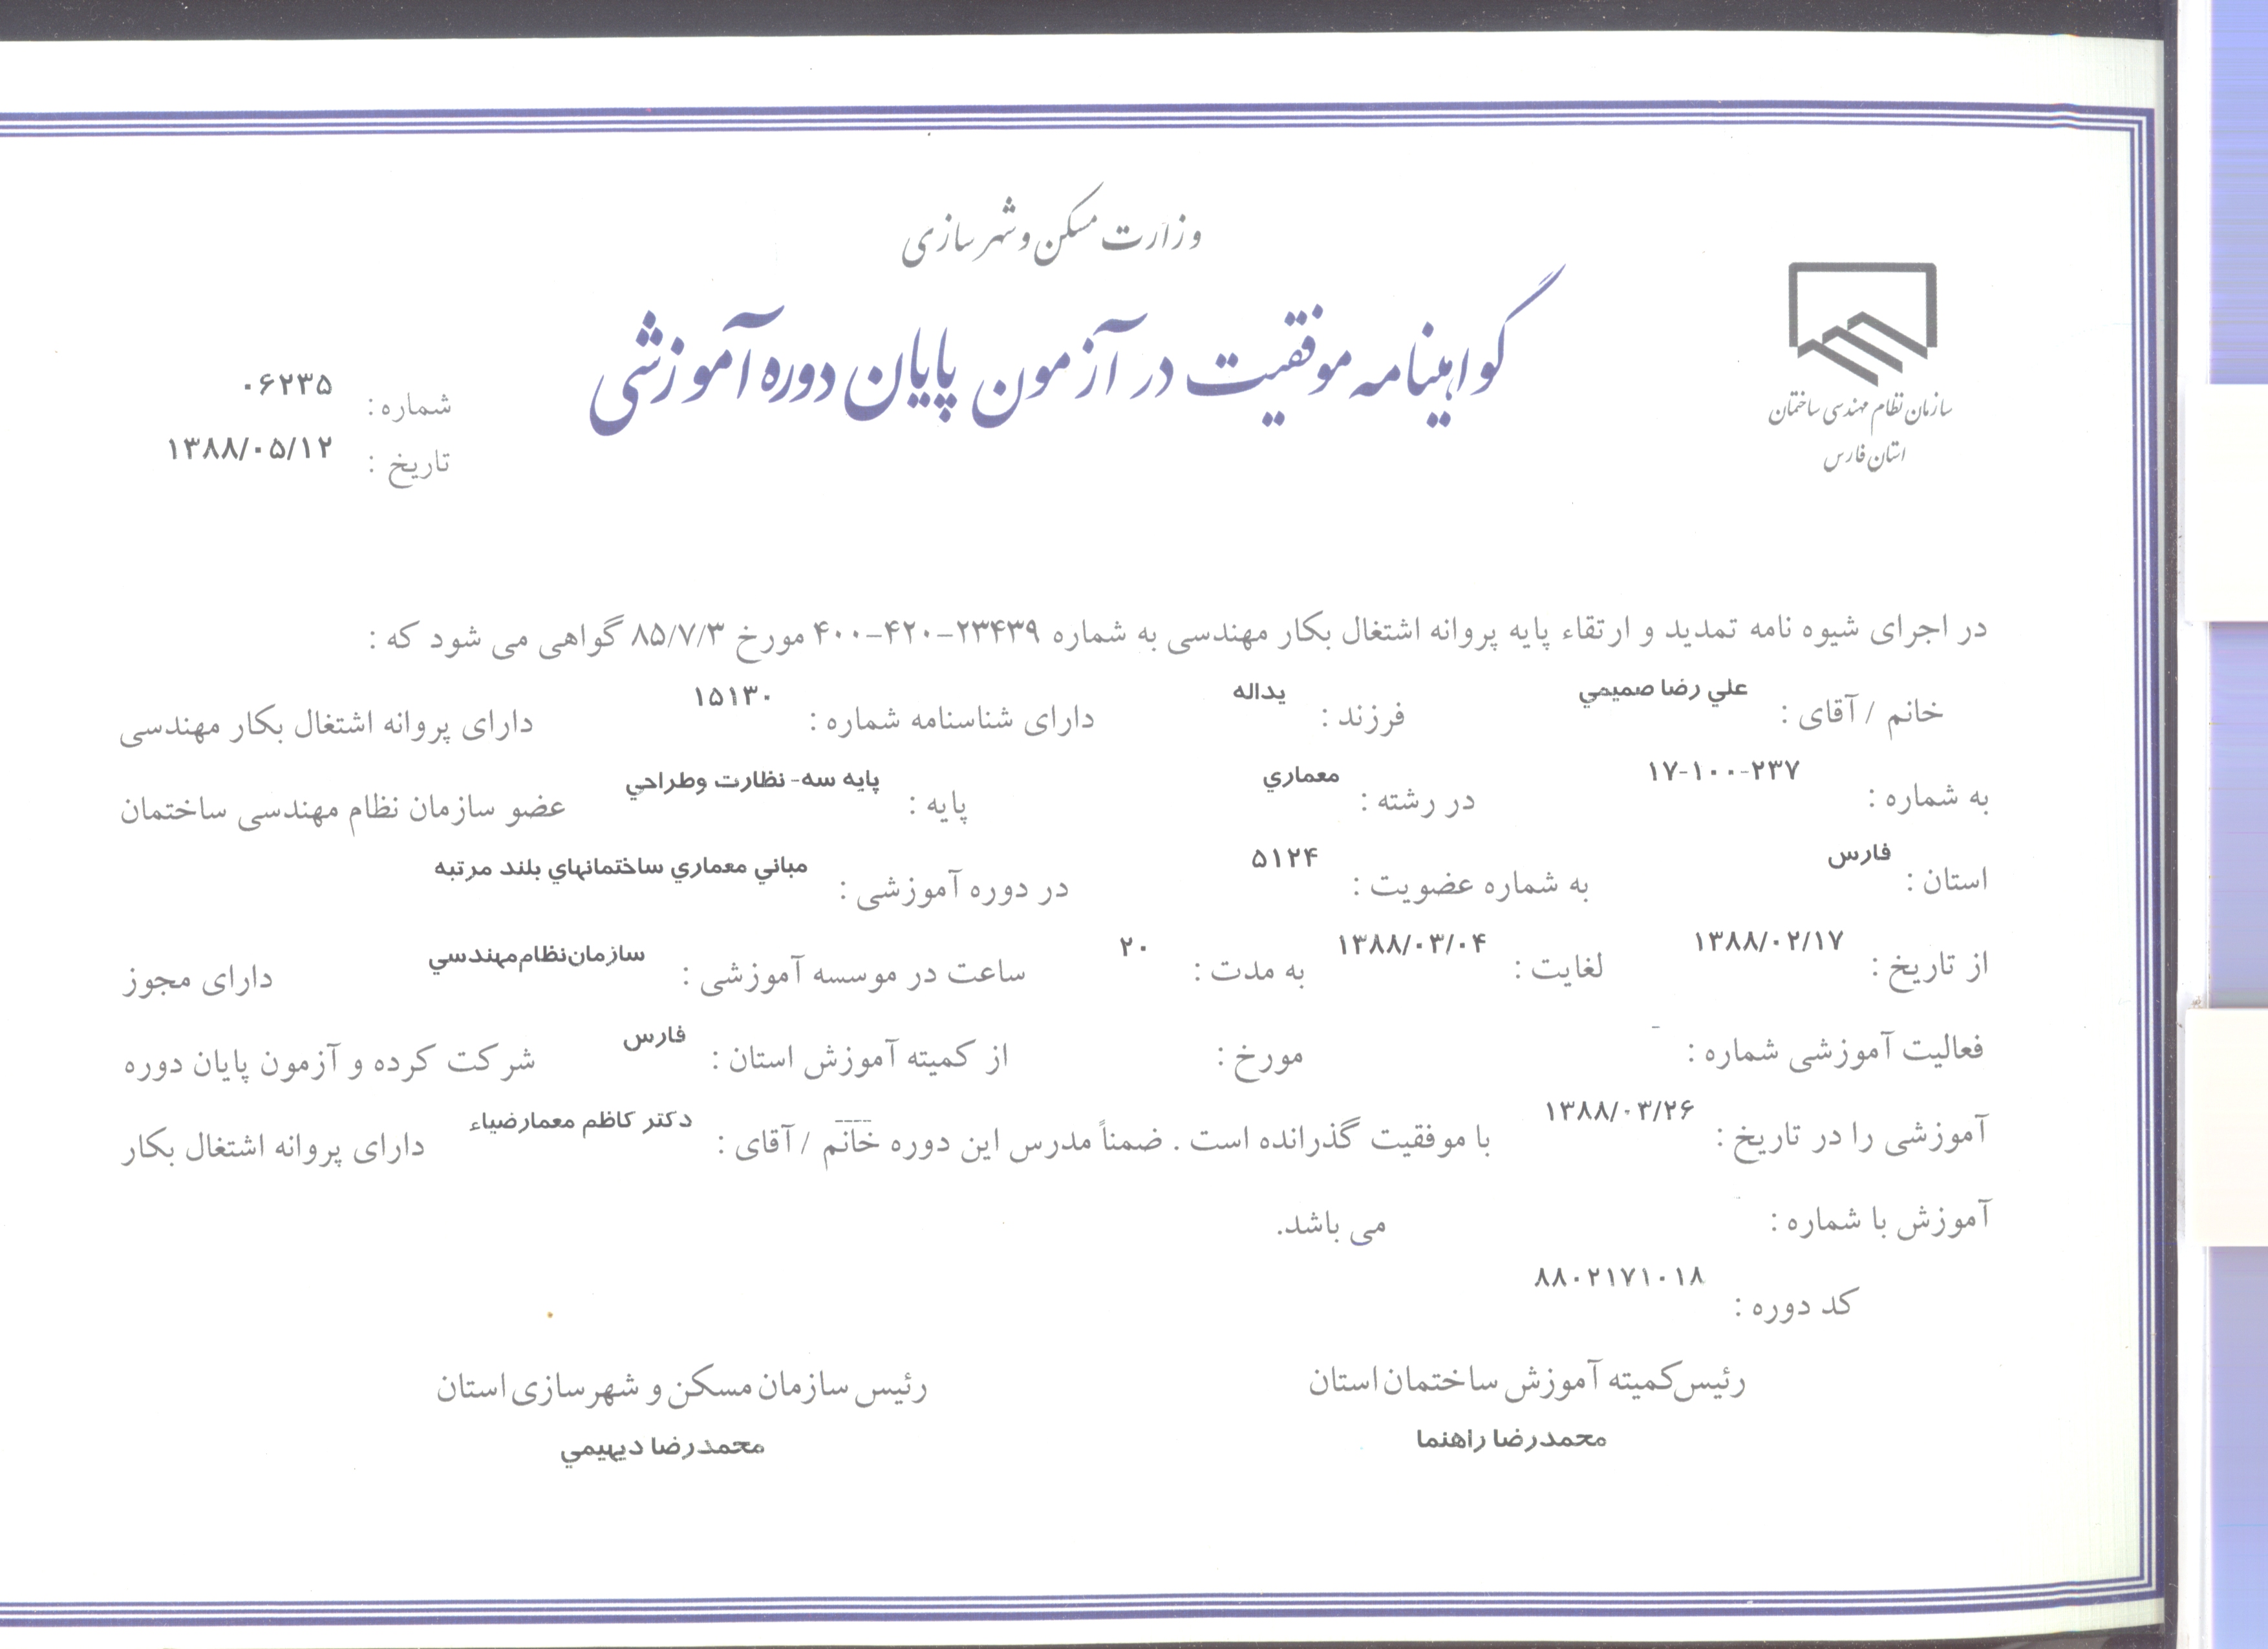 وزارت مسکن و شهرسازی
گواهینامه موفقیت در آزمون پایان دوره آموزشی
سازمان نظام مهندسی ساختمان
استان فارس
شماره: ۰۶۲۳۵
تاریخ : ۱۳۸۸/۰۵/۱۲
در اجرای شیوه نامه تمدید و ارتقاء پایه پروانه اشتغال بکار مهندسی به شماره ۲۳۴۳۹-۴۲۰-۴۰۰ مورخ ۸۵/۷/۳ گواهی می شود که :
خانم / آقای : علي رضا صميمي فرزند : يداله دارای شناسنامه شماره : ۱۵۱۳۰ دارای پروانه اشتغال بکار مهندسی
به شماره : ۱۷-۱۰۰-۲۳۷ در رشته : معماري پایه : پايه سه- نظارت وطراحي عضو سازمان نظام مهندسی ساختمان
استان : فارس به شماره عضویت : ۵۱۲۴ در دوره آموزشی : مباني معماري ساختمانهاي بلند مرتبه
از تاریخ : ۱۳۸۸/۰۲/۱۷ لغایت : ۱۳۸۸/۰۳/۰۴ به مدت : ۲۰ ساعت در موسسه آموزشی : سازمان‌نظام‌مهندسي دارای مجوز
فعالیت آموزشی شماره : - مورخ : از کمیته آموزش استان : فارس شرکت کرده و آزمون پایان دوره
آموزشی را در تاریخ : ۱۳۸۸/۰۳/۲۶ با موفقیت گذرانده است . ضمناً مدرس این دوره خانم / آقای : دكتر كاظم معمارضياء دارای پروانه اشتغال بکار
آموزش با شماره : می باشد.
کد دوره : ۸۸۰۲۱۷۱۰۱۸
رئیس کمیته آموزش ساختمان استان
محمدرضا راهنما
رئیس سازمان مسکن و شهرسازی استان
محمدرضا ديهيمي